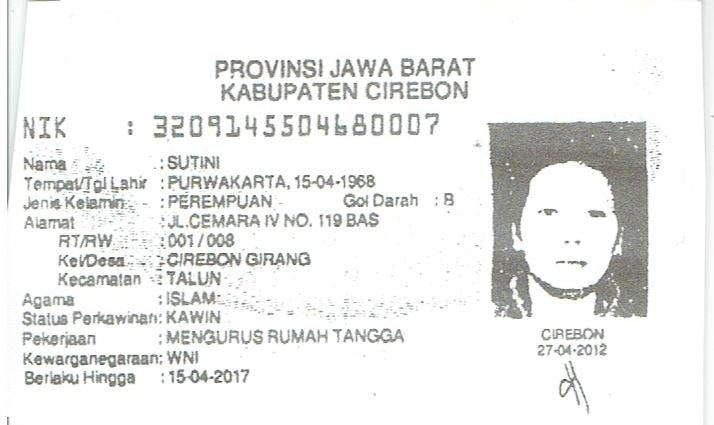 PROVINSI JAWA BARAT
KABUPATEN CIREBON
NIK : 3209145504680007
Nama : SUTINI
Tempat/Tgl Lahir : PURWAKARTA, 15-04-1968
Jenis Kelamin : PEREMPUAN Gol Darah : B
Alamat : JL.CEMARA IV NO. 119 BAS
RT/RW : 001 / 008
Kel/Desa : CIREBON GIRANG
Kecamatan : TALUN
Agama : ISLAM
Status Perkawinan: KAWIN
Pekerjaan : MENGURUS RUMAH TANGGA
Kewarganegaraan: WNI
Berlaku Hingga : 15-04-2017
CIREBON
27-04-2012